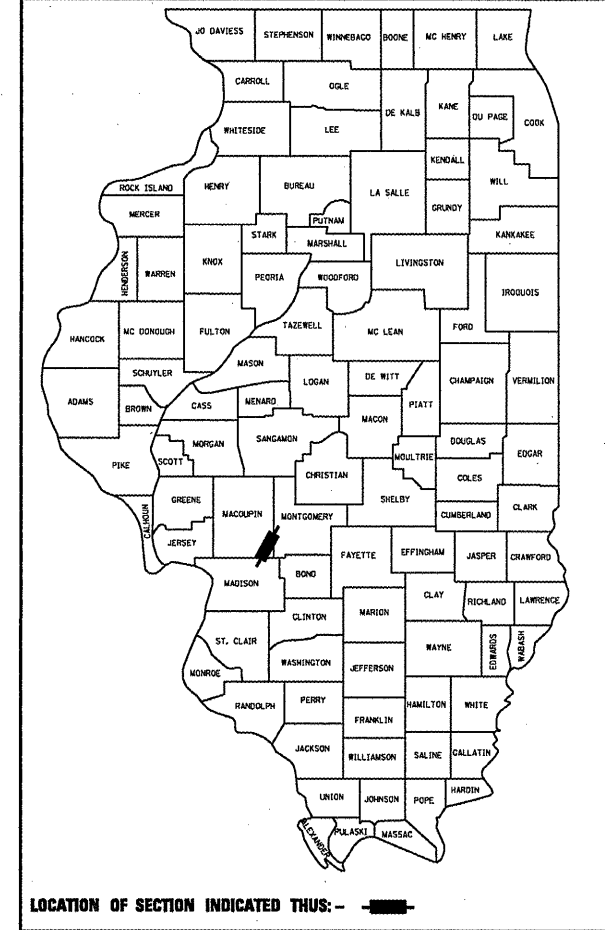 JO DAVIESS STEPHENSON WINNEBAGO BOONE MC HENRY LAKE
CARROLL OGLE DE KALB KANE DU PAGE COOK
WHITESIDE LEE KENDALL WILL
ROCK ISLAND HENRY BUREAU LA SALLE GRUNDY
MERCER PUTNAM KANKAKEE
STARK MARSHALL
HENDERSON WARREN KNOX PEORIA WOODFORD LIVINGSTON IROQUOIS
HANCOCK MC DONOUGH FULTON TAZEWELL MC LEAN FORD
SCHUYLER MASON LOGAN DE WITT CHAMPAIGN VERMILION
ADAMS BROWN CASS MENARD MACON PIATT
MORGAN SANGAMON MOULTRIE DOUGLAS EDGAR
PIKE SCOTT CHRISTIAN COLES
GREENE MACOUPIN MONTGOMERY SHELBY CUMBERLAND CLARK
CALHOUN JERSEY FAYETTE EFFINGHAM JASPER CRAWFORD
MADISON BOND CLAY RICHLAND LAWRENCE
CLINTON MARION
ST. CLAIR WASHINGTON JEFFERSON WAYNE EDWARDS WABASH
MONROE
RANDOLPH PERRY FRANKLIN HAMILTON WHITE
JACKSON WILLIAMSON SALINE GALLATIN
UNION JOHNSON POPE HARDIN
ALEXANDER PULASKI MASSAC
LOCATION OF SECTION INDICATED THUS: -